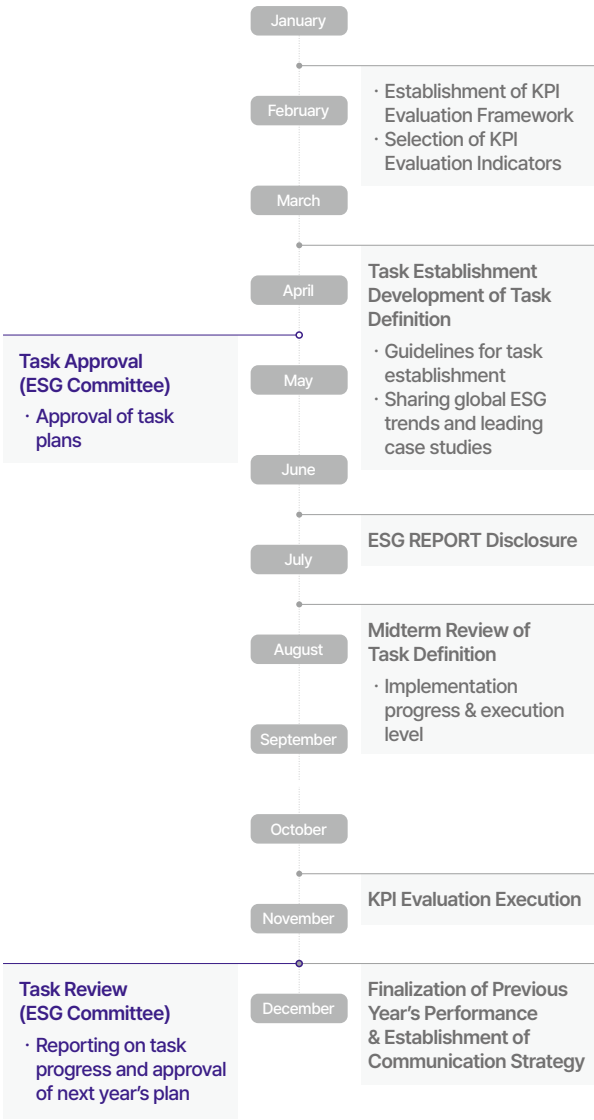 January
February
· Establishment of KPI
Evaluation Framework
· Selection of KPI
Evaluation Indicators
March
April
Task Establishment
Development of Task
Definition
· Guidelines for task
establishment
· Sharing global ESG
trends and leading
case studies
Task Approval
(ESG Committee)
· Approval of task
plans
May
June
ESG REPORT Disclosure
July
Midterm Review of
Task Definition
· Implementation
progress & execution
level
August
September
October
KPI Evaluation Execution
November
Task Review
(ESG Committee)
· Reporting on task
progress and approval
of next year’s plan
December
Finalization of Previous
Year’s Performance
& Establishment of
Communication Strategy